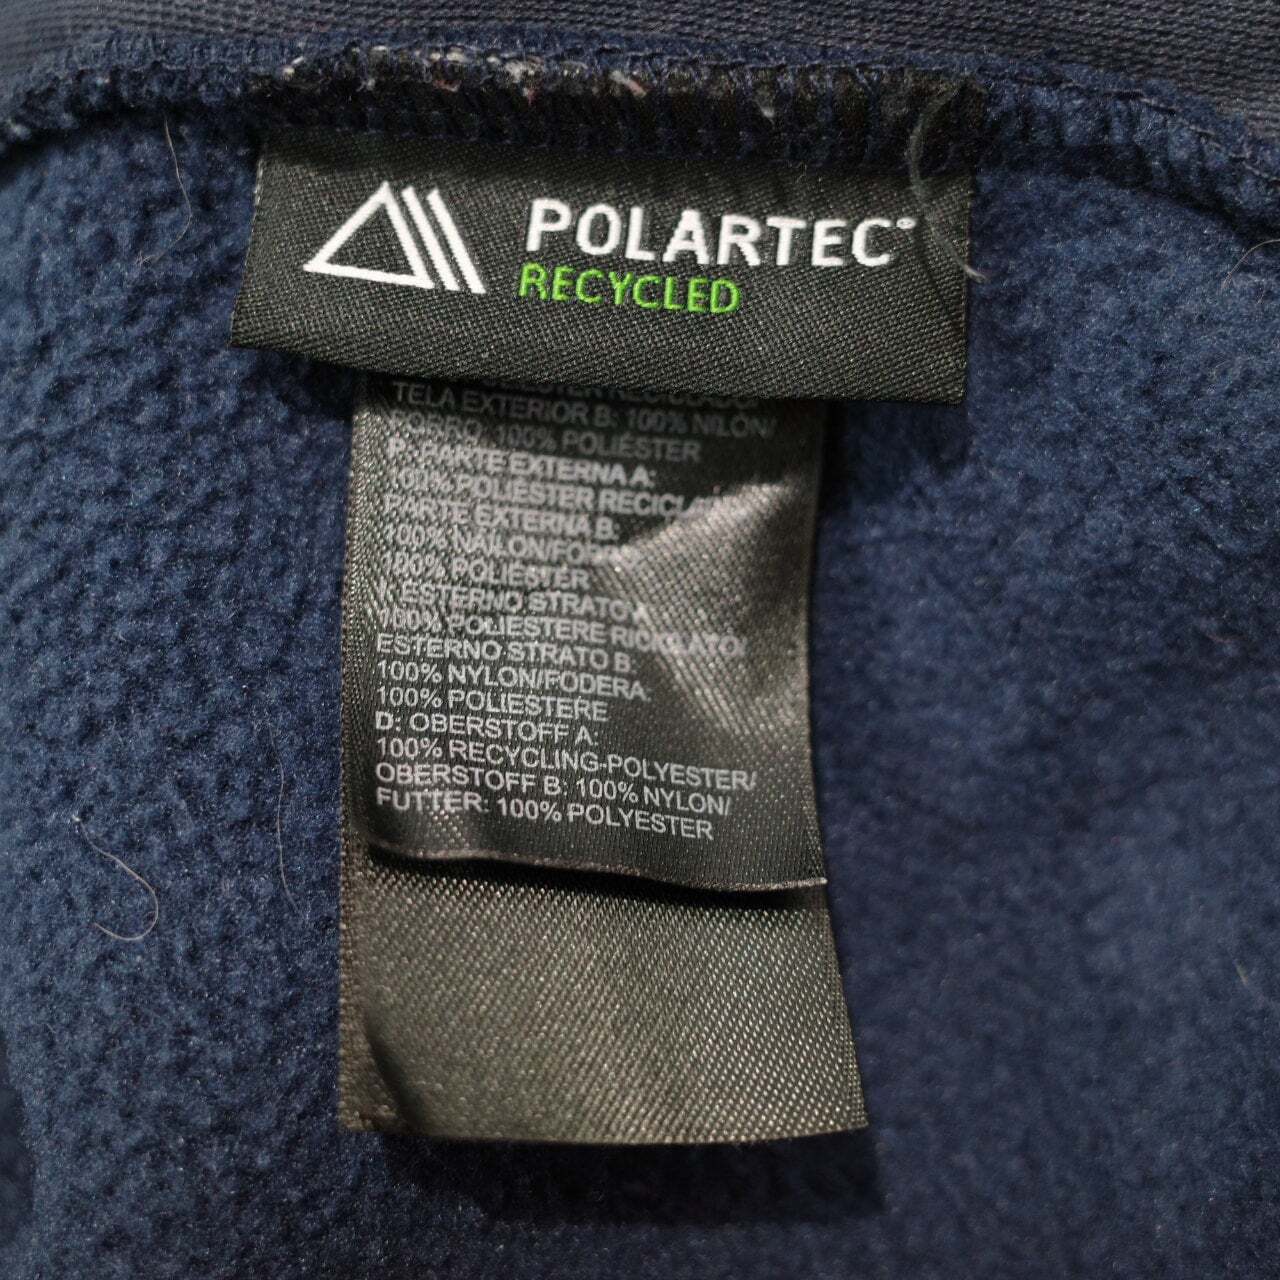 POLARTEC®
RECYCLED
TELA EXTERIOR B: 100% NILON/
FORRO: 100% POLIÉSTER
P: PARTE EXTERNA A:
100% POLIÉSTER
PARTE EXTERNA B:
100% NAILON/FORRO
100% POLIÉSTER
I: ESTERNO STRATO A
100% POLIESTERE RICICLATO/
ESTERNO STRATO B:
100% NYLON/FODERA:
100% POLIESTERE
D: OBERSTOFF A:
100% RECYCLING-POLYESTER/
OBERSTOFF B: 100% NYLON/
FUTTER: 100% POLYESTER